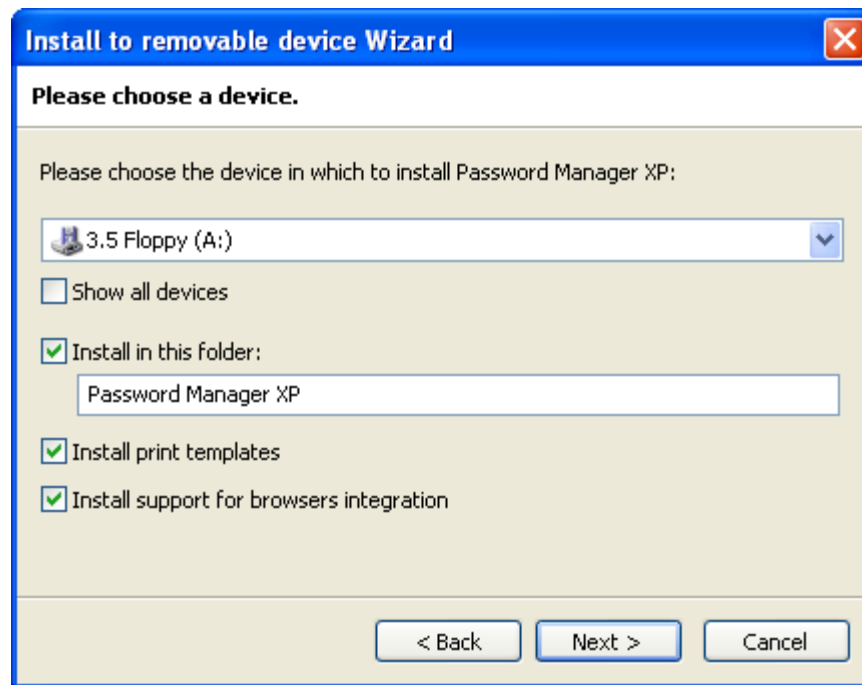 Install to removable device Wizard
Please choose a device.
Please choose the device in which to install Password Manager XP:
3.5 Floppy (A:)
Show all devices
Install in this folder:
Password Manager XP
Install print templates
Install support for browsers integration
< Back Next > Cancel